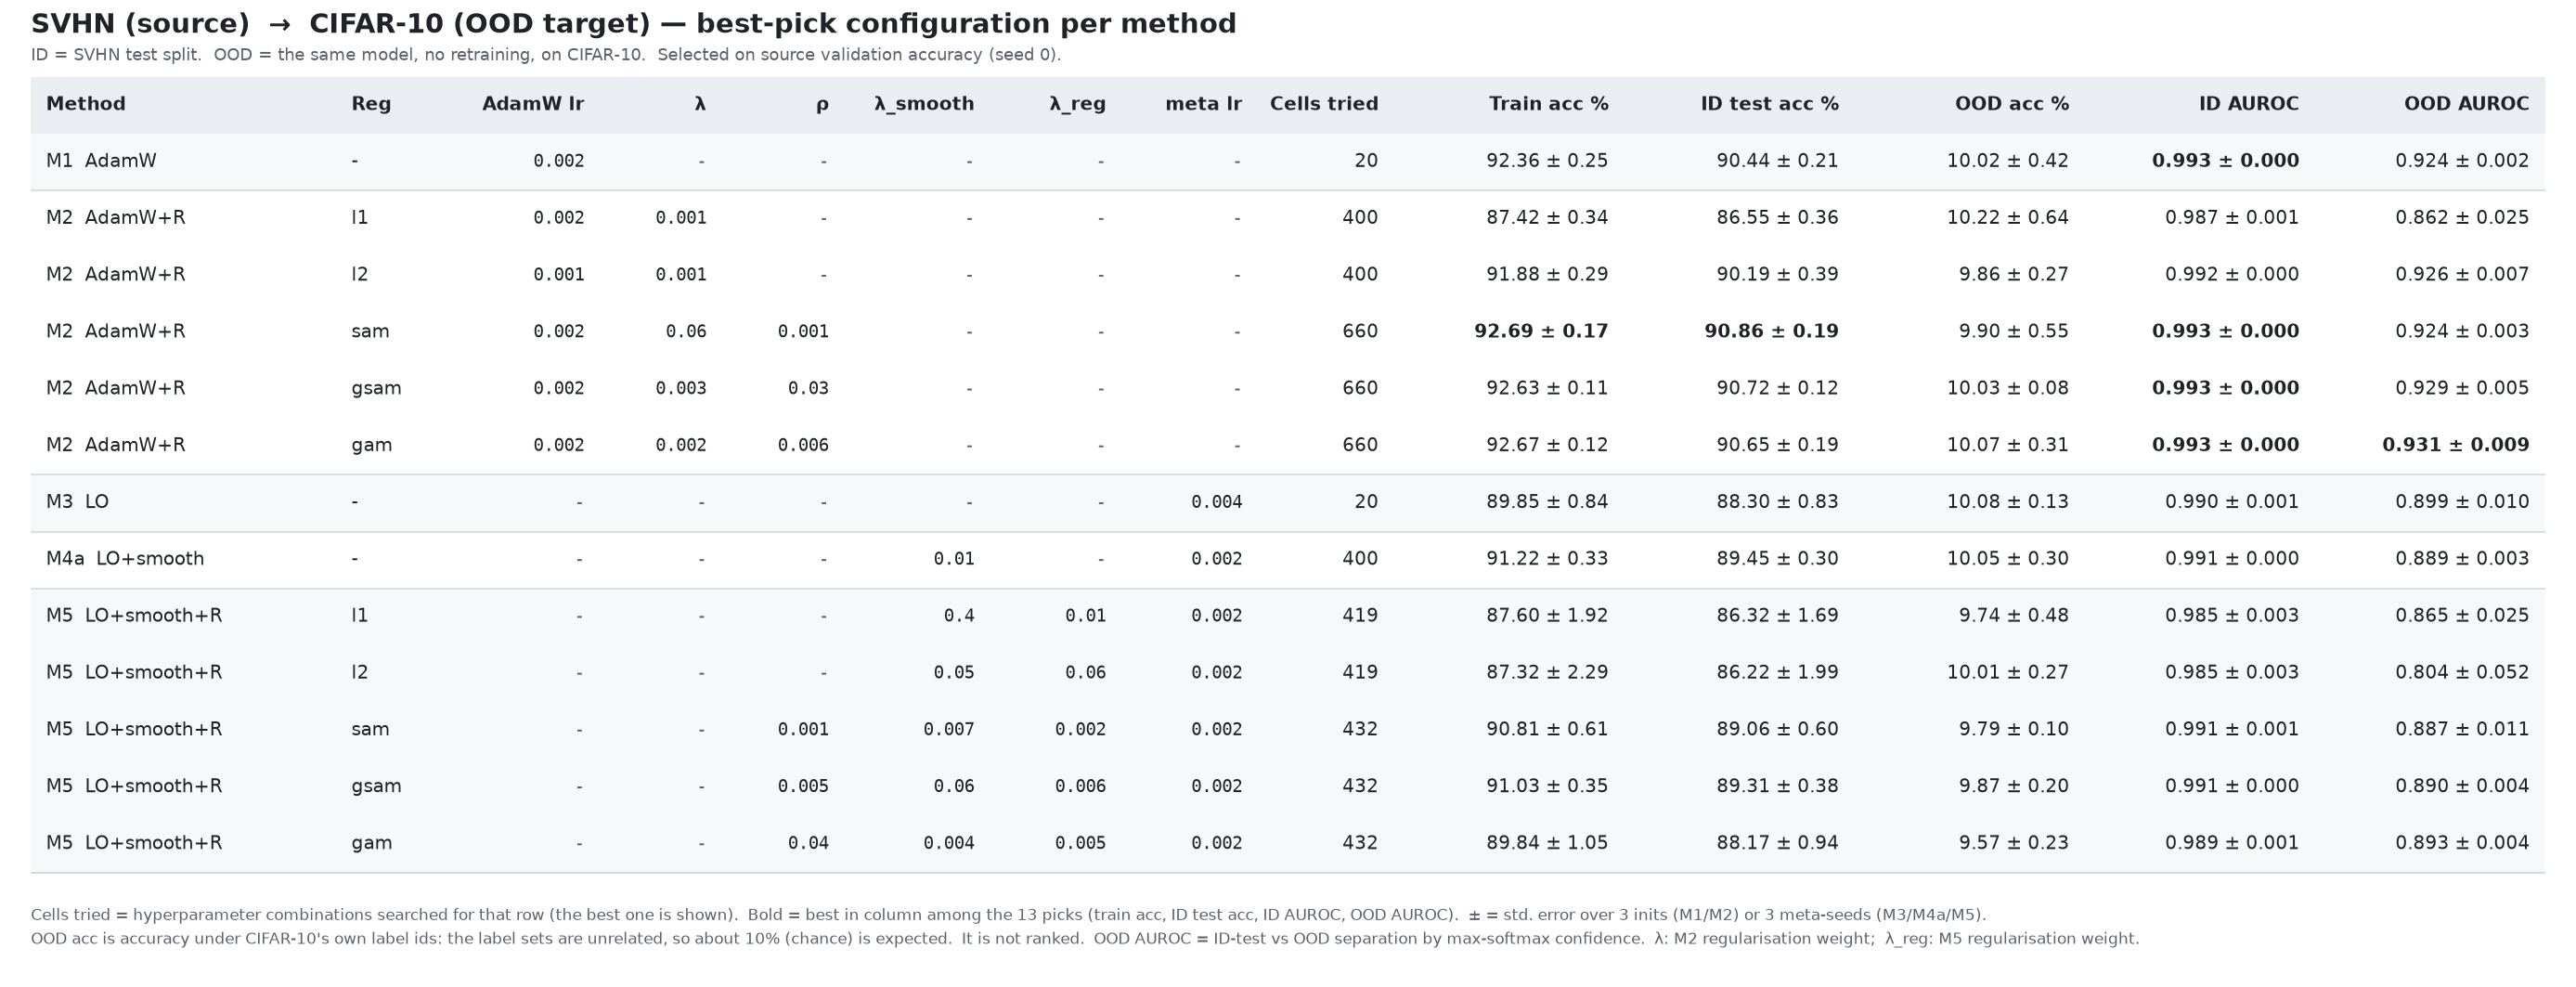 SVHN (source) → CIFAR-10 (OOD target) — best-pick configuration per method
ID = SVHN test split. OOD = the same model, no retraining, on CIFAR-10. Selected on source validation accuracy (seed 0).
Method Reg AdamW lr λ ρ λ_smooth λ_reg meta lr Cells tried Train acc % ID test acc % OOD acc % ID AUROC OOD AUROC
M1 AdamW - 0.002 - - - - - 20 92.36 ± 0.25 90.44 ± 0.21 10.02 ± 0.42 0.993 ± 0.000 0.924 ± 0.002
M2 AdamW+R l1 0.002 0.001 - - - - 400 87.42 ± 0.34 86.55 ± 0.36 10.22 ± 0.64 0.987 ± 0.001 0.862 ± 0.025
M2 AdamW+R l2 0.001 0.001 - - - - 400 91.88 ± 0.29 90.19 ± 0.39 9.86 ± 0.27 0.992 ± 0.000 0.926 ± 0.007
M2 AdamW+R sam 0.002 0.06 0.001 - - - 660 92.69 ± 0.17 90.86 ± 0.19 9.90 ± 0.55 0.993 ± 0.000 0.924 ± 0.003
M2 AdamW+R gsam 0.002 0.003 0.03 - - - 660 92.63 ± 0.11 90.72 ± 0.12 10.03 ± 0.08 0.993 ± 0.000 0.929 ± 0.005
M2 AdamW+R gam 0.002 0.002 0.006 - - - 660 92.67 ± 0.12 90.65 ± 0.19 10.07 ± 0.31 0.993 ± 0.000 0.931 ± 0.009
M3 LO - - - - - - 0.004 20 89.85 ± 0.84 88.30 ± 0.83 10.08 ± 0.13 0.990 ± 0.001 0.899 ± 0.010
M4a LO+smooth - - - - 0.01 - 0.002 400 91.22 ± 0.33 89.45 ± 0.30 10.05 ± 0.30 0.991 ± 0.000 0.889 ± 0.003
M5 LO+smooth+R l1 - - - 0.4 0.01 0.002 419 87.60 ± 1.92 86.32 ± 1.69 9.74 ± 0.48 0.985 ± 0.003 0.865 ± 0.025
M5 LO+smooth+R l2 - - - 0.05 0.06 0.002 419 87.32 ± 2.29 86.22 ± 1.99 10.01 ± 0.27 0.985 ± 0.003 0.804 ± 0.052
M5 LO+smooth+R sam - - 0.001 0.007 0.002 0.002 432 90.81 ± 0.61 89.06 ± 0.60 9.79 ± 0.10 0.991 ± 0.001 0.887 ± 0.011
M5 LO+smooth+R gsam - - 0.005 0.06 0.006 0.002 432 91.03 ± 0.35 89.31 ± 0.38 9.87 ± 0.20 0.991 ± 0.000 0.890 ± 0.004
M5 LO+smooth+R gam - - 0.04 0.004 0.005 0.002 432 89.84 ± 1.05 88.17 ± 0.94 9.57 ± 0.23 0.989 ± 0.001 0.893 ± 0.004
Cells tried = hyperparameter combinations searched for that row (the best one is shown). Bold = best in column among the 13 picks (train acc, ID test acc, ID AUROC, OOD AUROC). ± = std. error over 3 inits (M1/M2) or 3 meta-seeds (M3/M4a/M5).
OOD acc is accuracy under CIFAR-10's own label ids: the label sets are unrelated, so about 10% (chance) is expected. It is not ranked. OOD AUROC = ID-test vs OOD separation by max-softmax confidence. λ: M2 regularisation weight; λ_reg: M5 regularisation weight.